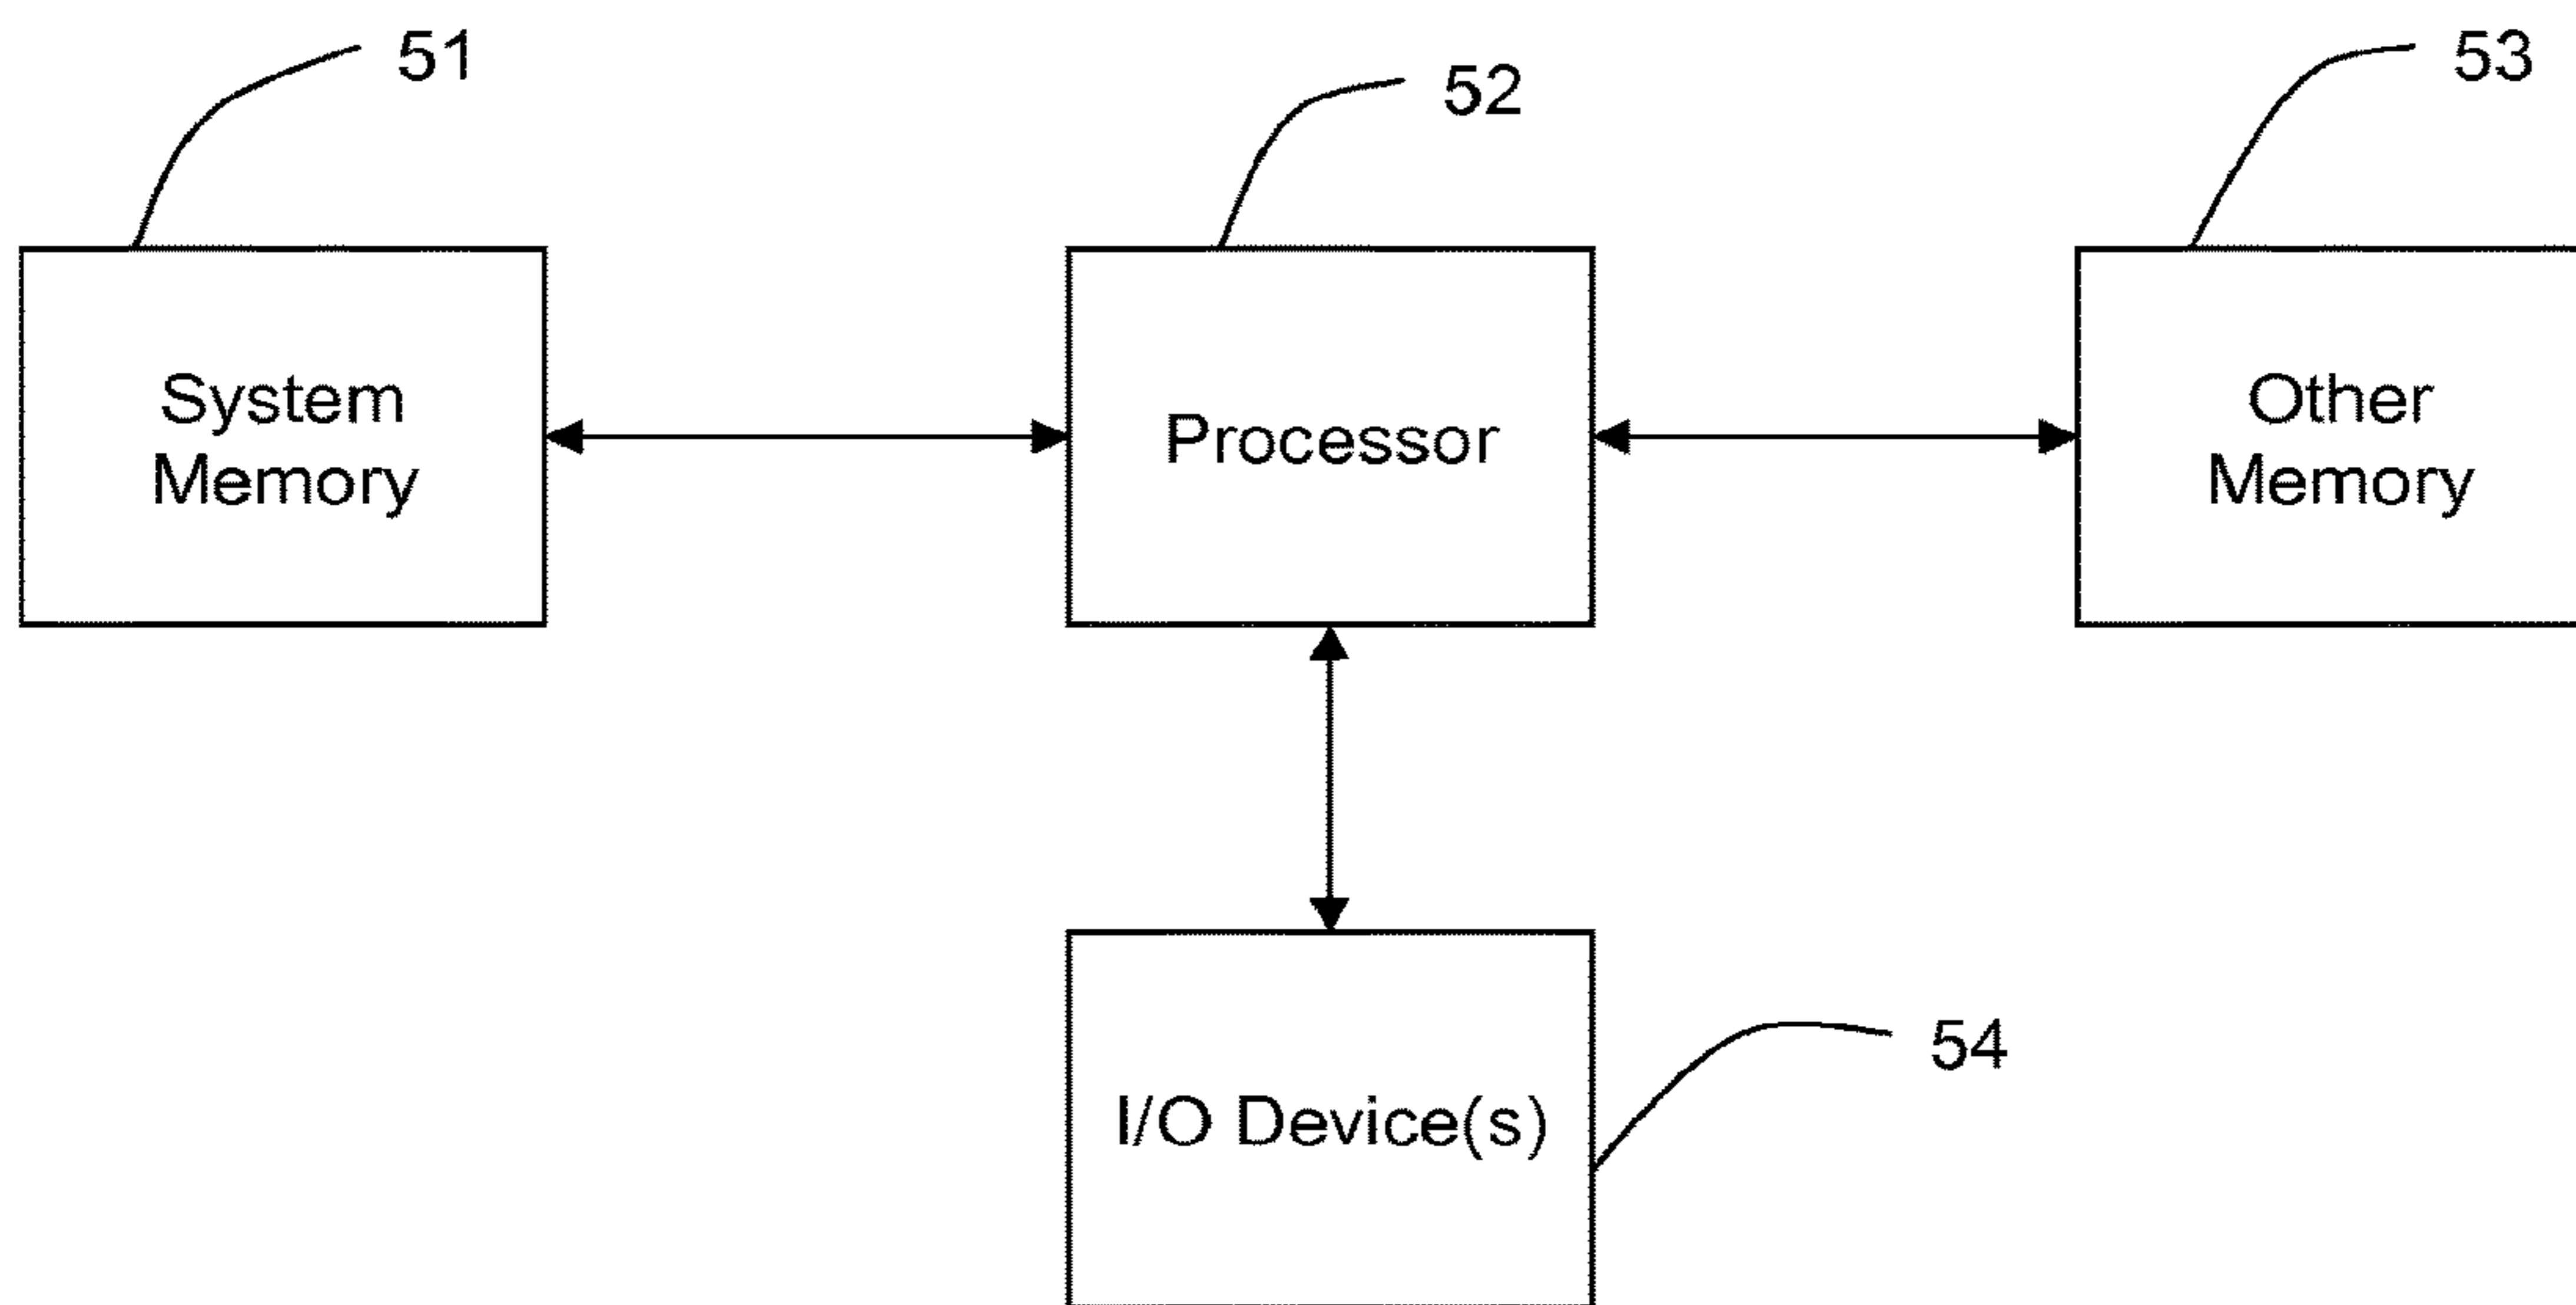 51
52
53
System
Memory
Processor
Other
Memory
I/O Device(s)
54